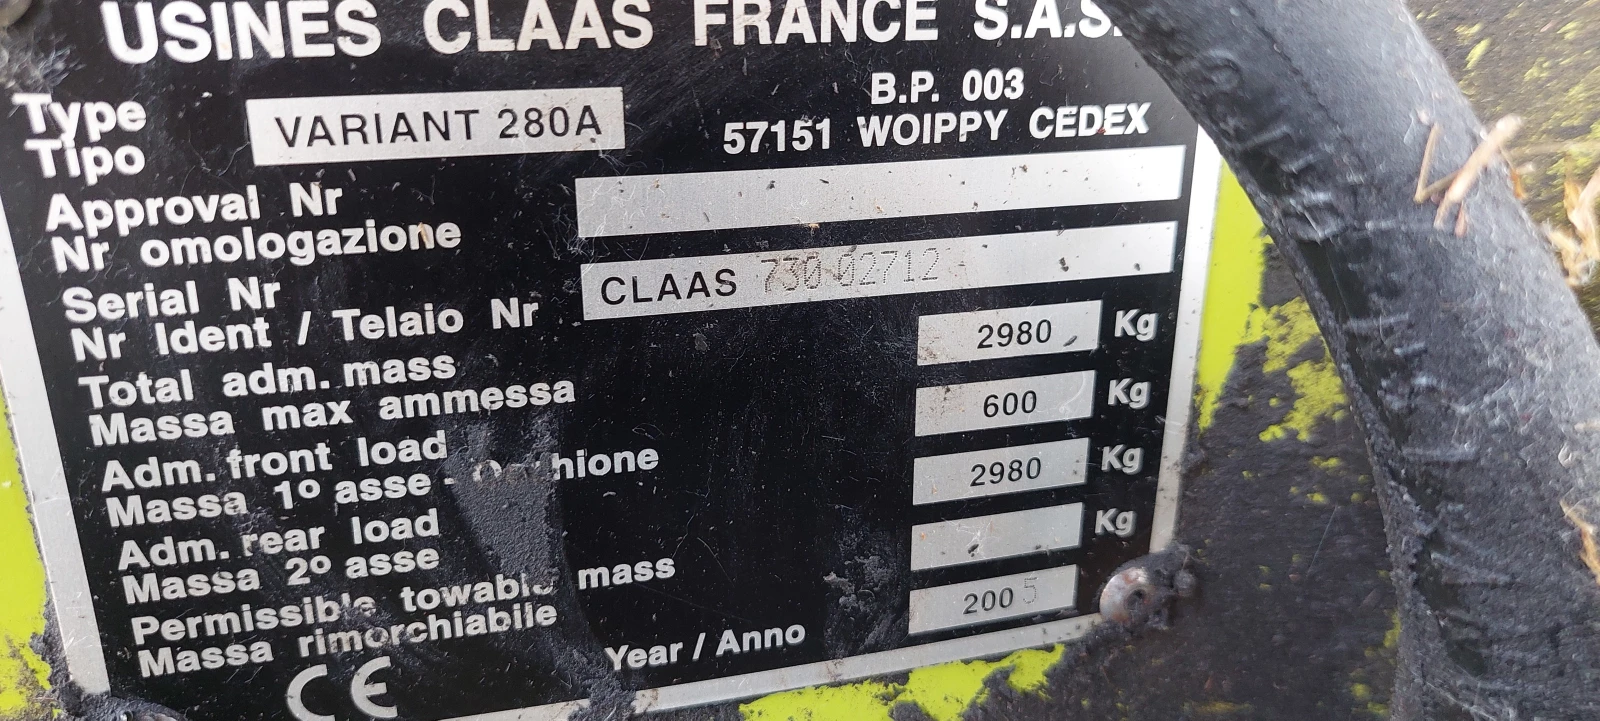 USINES CLAAS FRANCE S.A.S.
B.P. 003
57151 WOIPPY CEDEX
Type
Tipo
VARIANT 280A
Approval Nr
Nr omologazione
Serial Nr
Nr Ident / Telaio Nr
CLAAS 730 02712
Total adm. mass
Massa max ammessa
2980 Kg
Adm. front load
Massa 1º asse -
600 Kg
Adm. rear load
Massa 2º asse
2980 Kg
Permissible towable mass
Massa rimorchiabile
Kg
Year / Anno
2005
CE